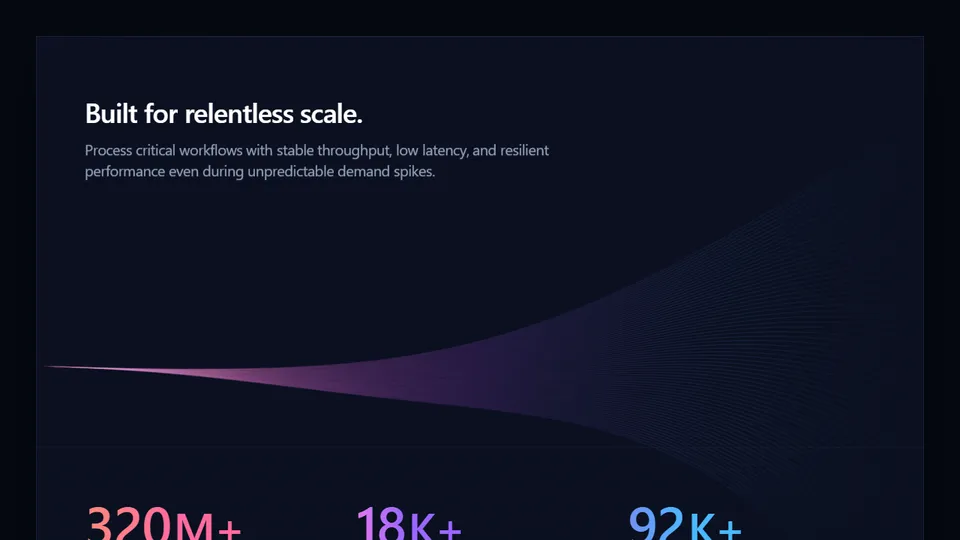 Built for relentless scale.
Process critical workflows with stable throughput, low latency, and resilient
performance even during unpredictable demand spikes.
320M+ 18K+ 92K+